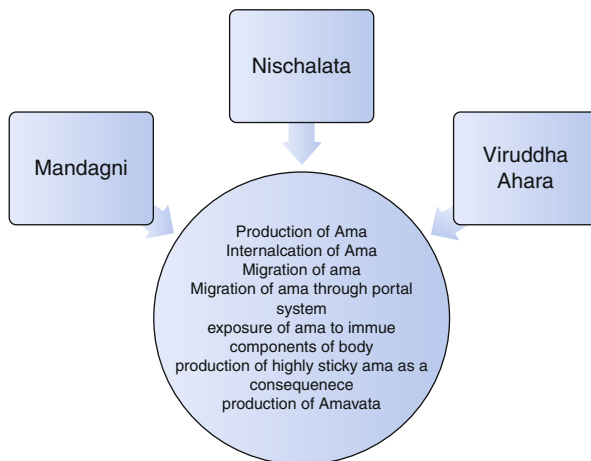 Nischalata
Mandagni
Viruddha
Ahara
Production of Ama
Internalcation of Ama
Migration of ama
Migration of ama through portal
system
exposure of ama to immue
components of body
production of highly sticky ama as a
consequenece
production of Amavata